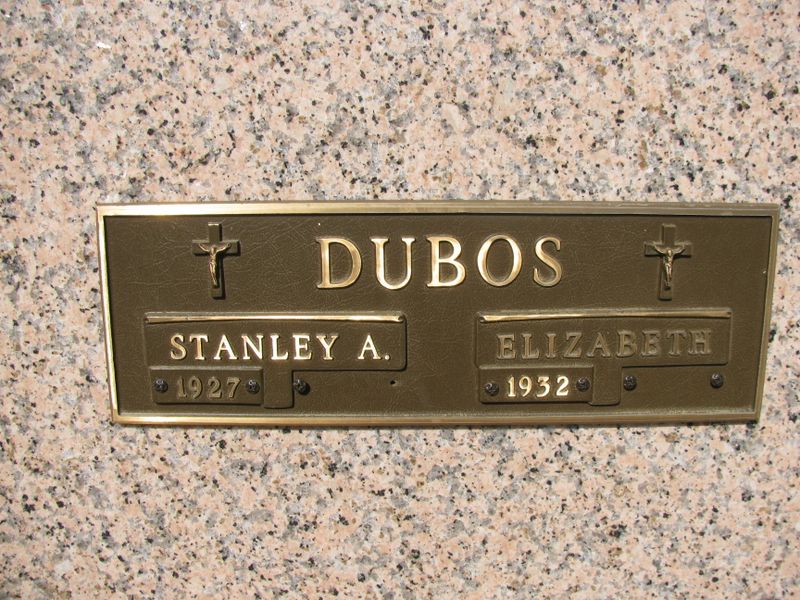 DUBOS
STANLEY A. ELIZABETH
1927 1932